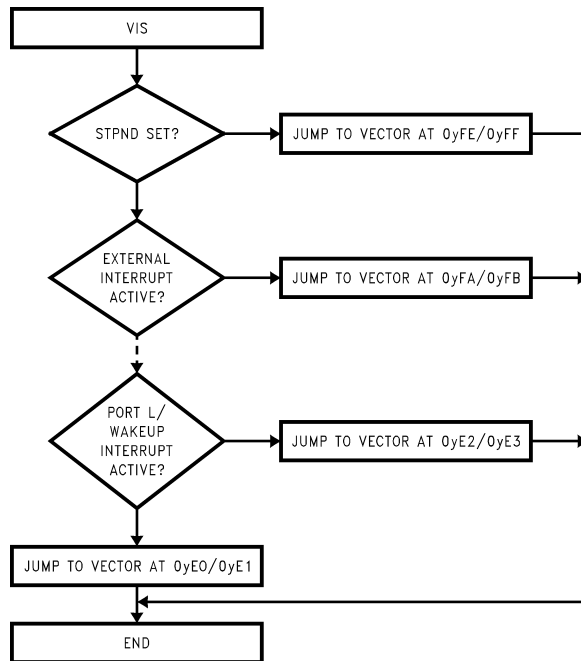 VIS
STPND SET?
JUMP TO VECTOR AT 0yFE/0yFF
EXTERNAL
INTERRUPT
ACTIVE?
JUMP TO VECTOR AT 0yFA/0yFB
PORT L/
WAKEUP
INTERRUPT
ACTIVE?
JUMP TO VECTOR AT 0yE2/0yE3
JUMP TO VECTOR AT 0yE0/0yE1
END